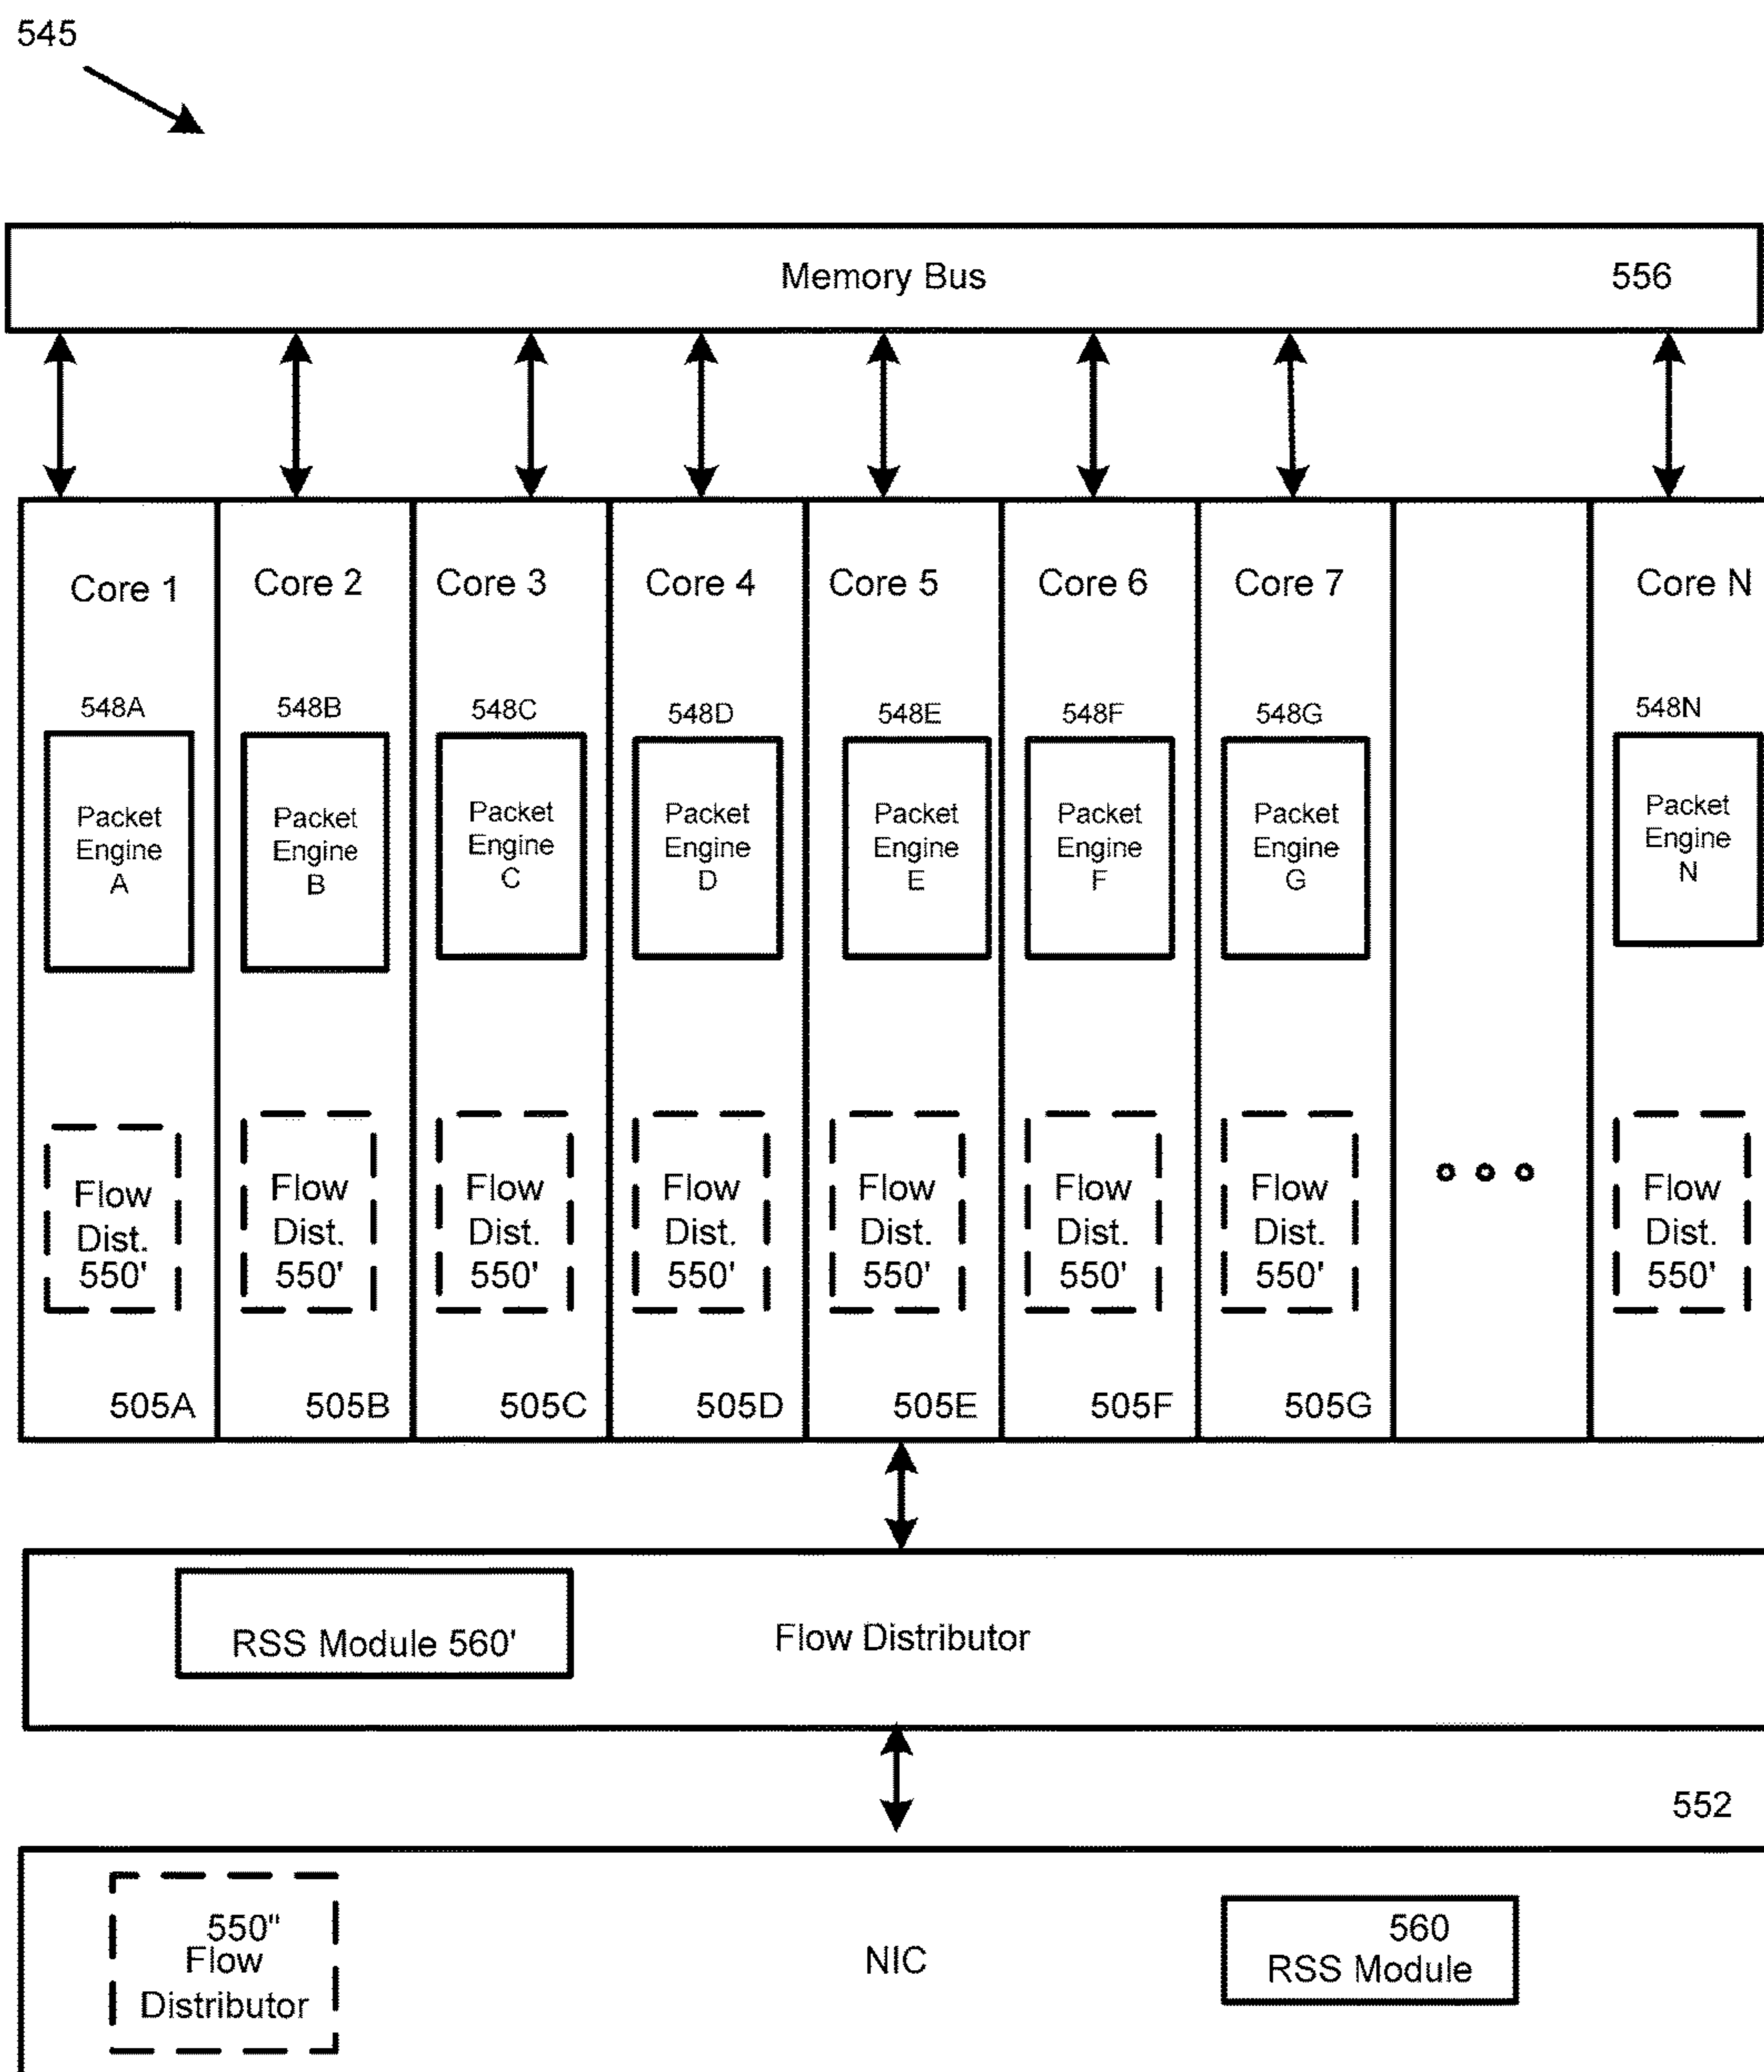 545
Memory Bus 556
Core 1 Core 2 Core 3 Core 4 Core 5 Core 6 Core 7 Core N
548A 548B 548C 548D 548E 548F 548G 548N
Packet
Engine
A
Packet
Engine
B
Packet
Engine
C
Packet
Engine
D
Packet
Engine
E
Packet
Engine
F
Packet
Engine
G
Packet
Engine
N
Flow
Dist.
550'
Flow
Dist.
550'
Flow
Dist.
550'
Flow
Dist.
550'
Flow
Dist.
550'
Flow
Dist.
550'
Flow
Dist.
550'
Flow
Dist.
550'
505A 505B 505C 505D 505E 505F 505G
RSS Module 560' Flow Distributor
552
550"
Flow
Distributor
NIC
560
RSS Module